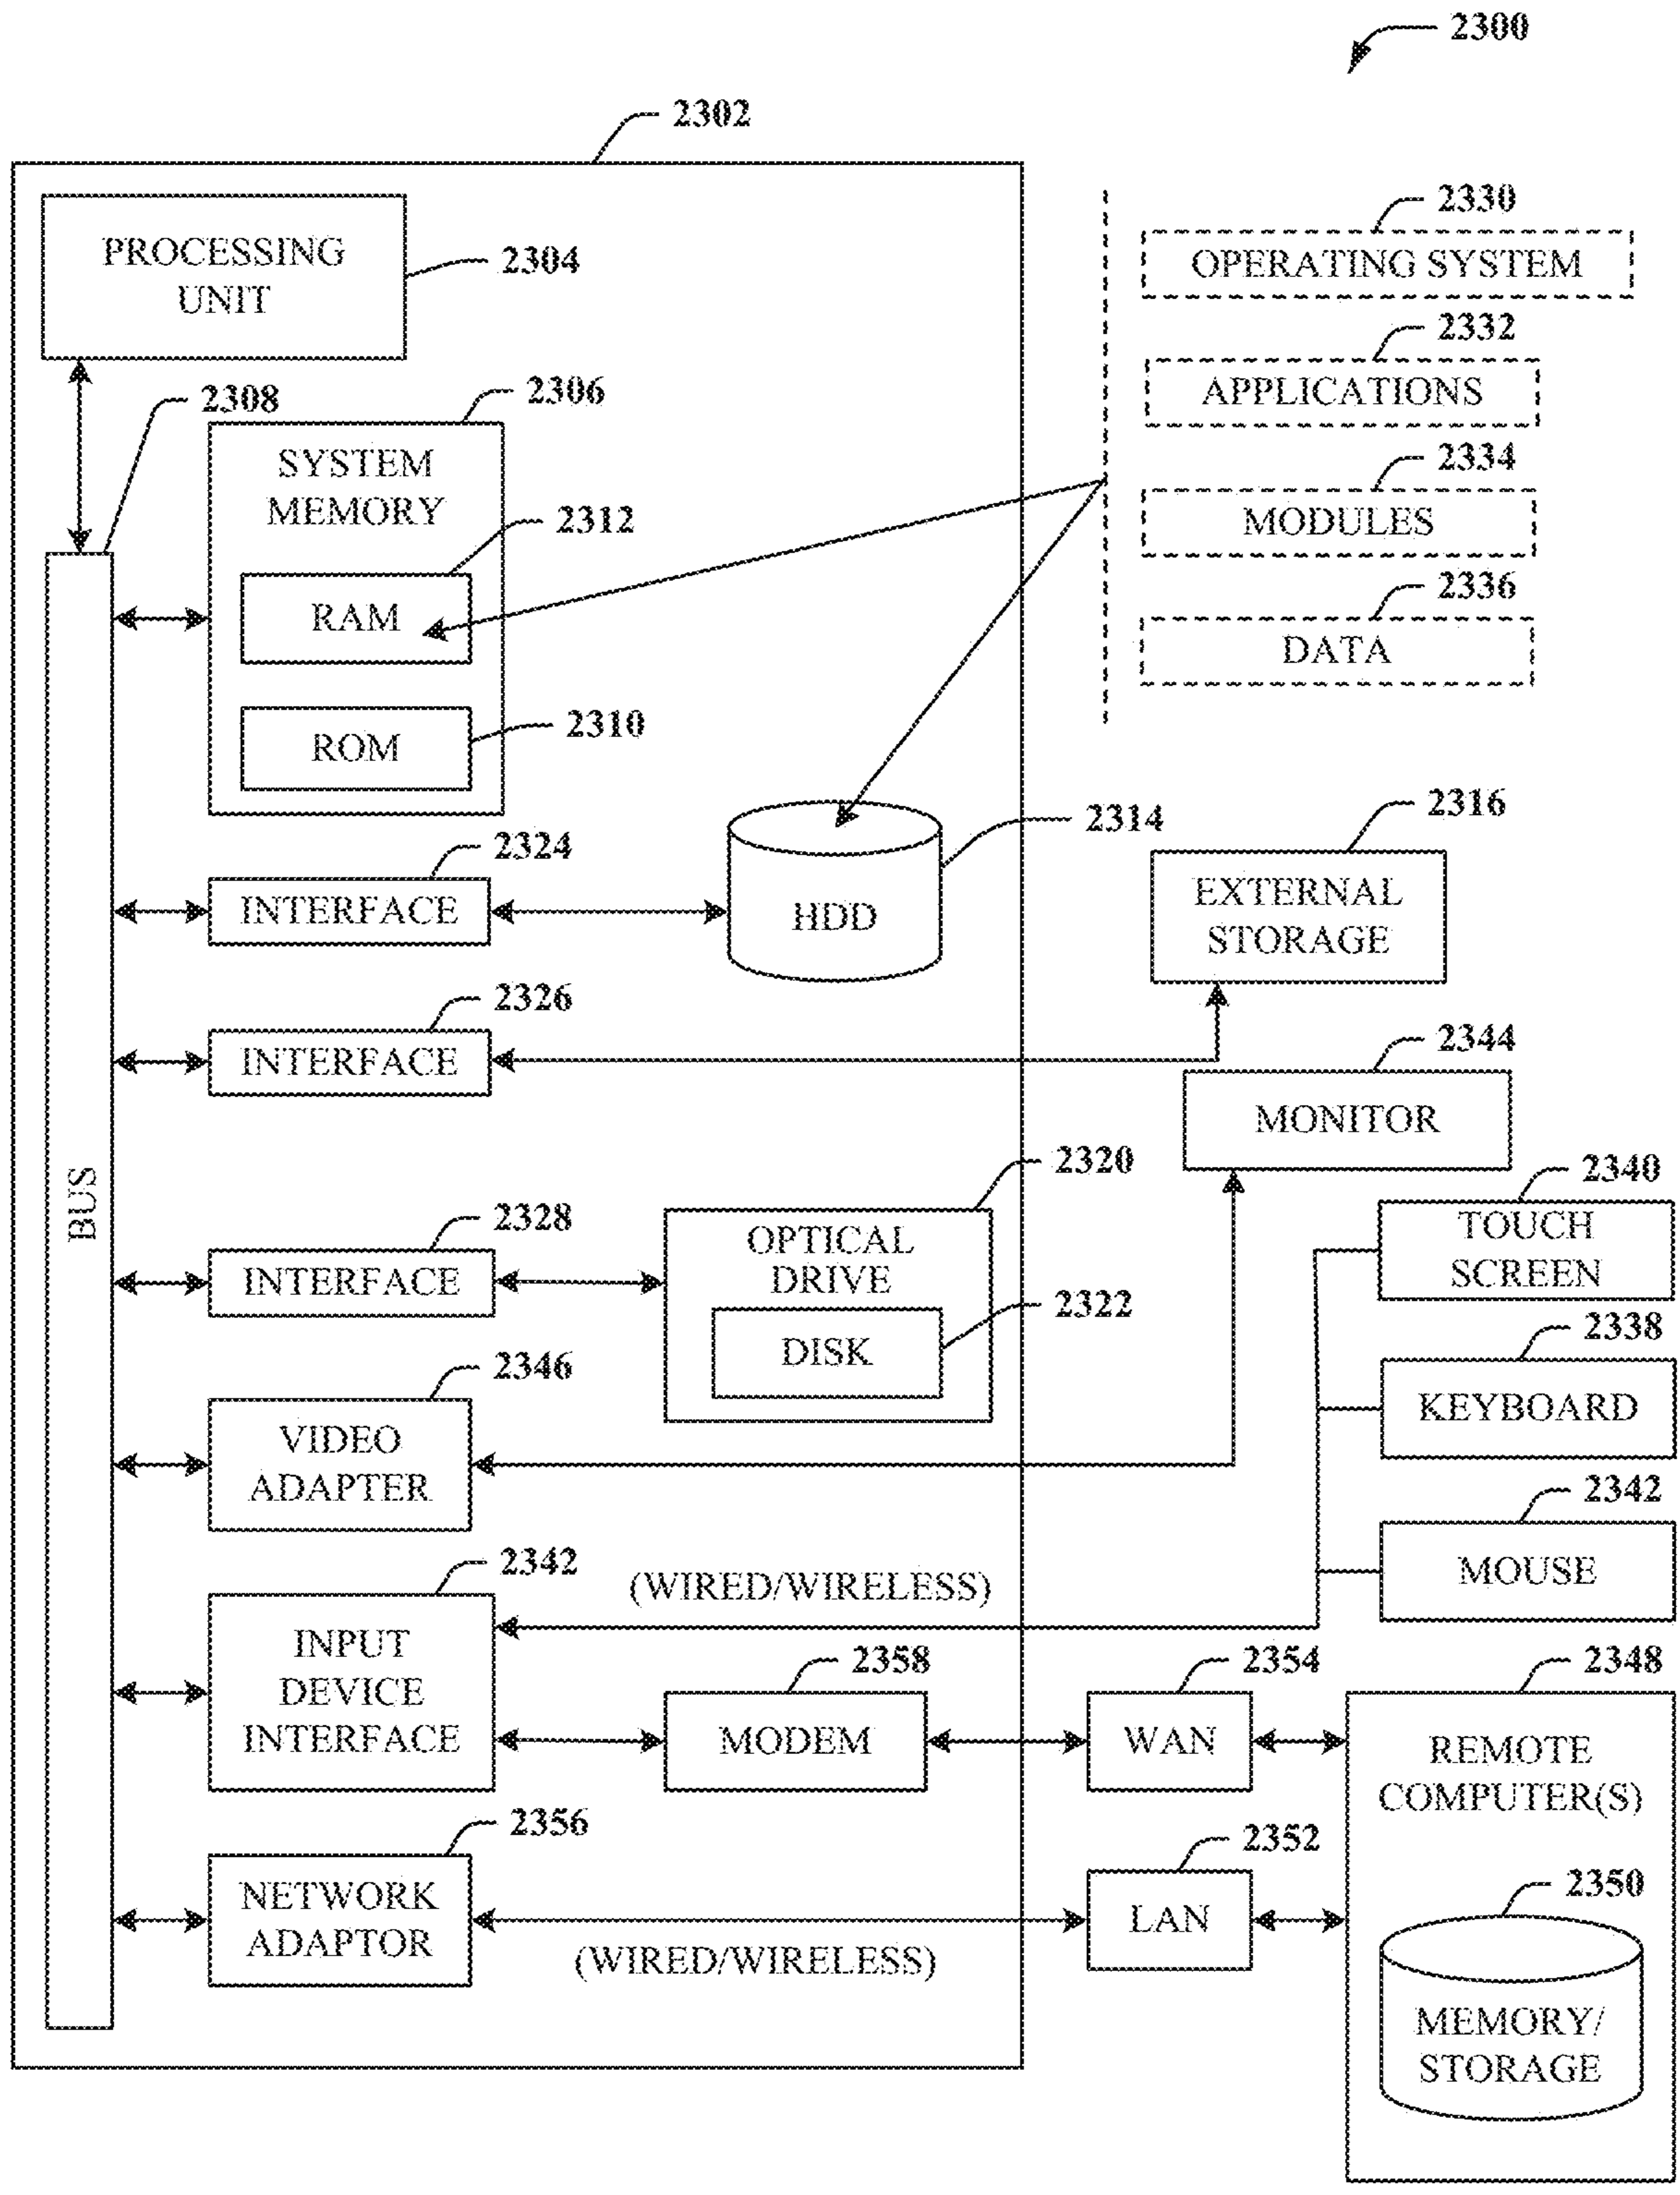 2300
2302
PROCESSING
UNIT
2304
2330
OPERATING SYSTEM
2332
APPLICATIONS
2334
MODULES
2336
DATA
2308
2306
SYSTEM
MEMORY
2312
RAM
2310
ROM
2324
INTERFACE
2314
HDD
2316
EXTERNAL
STORAGE
2326
INTERFACE
2344
MONITOR
BUS
2328
INTERFACE
2320
OPTICAL
DRIVE
2322
DISK
2340
TOUCH
SCREEN
2338
KEYBOARD
2342
MOUSE
2346
VIDEO
ADAPTER
2342
INPUT
DEVICE
INTERFACE
(WIRED/WIRELESS)
2358
MODEM
2354
WAN
2348
REMOTE
COMPUTER(S)
2356
NETWORK
ADAPTOR
(WIRED/WIRELESS)
2352
LAN
2350
MEMORY/
STORAGE